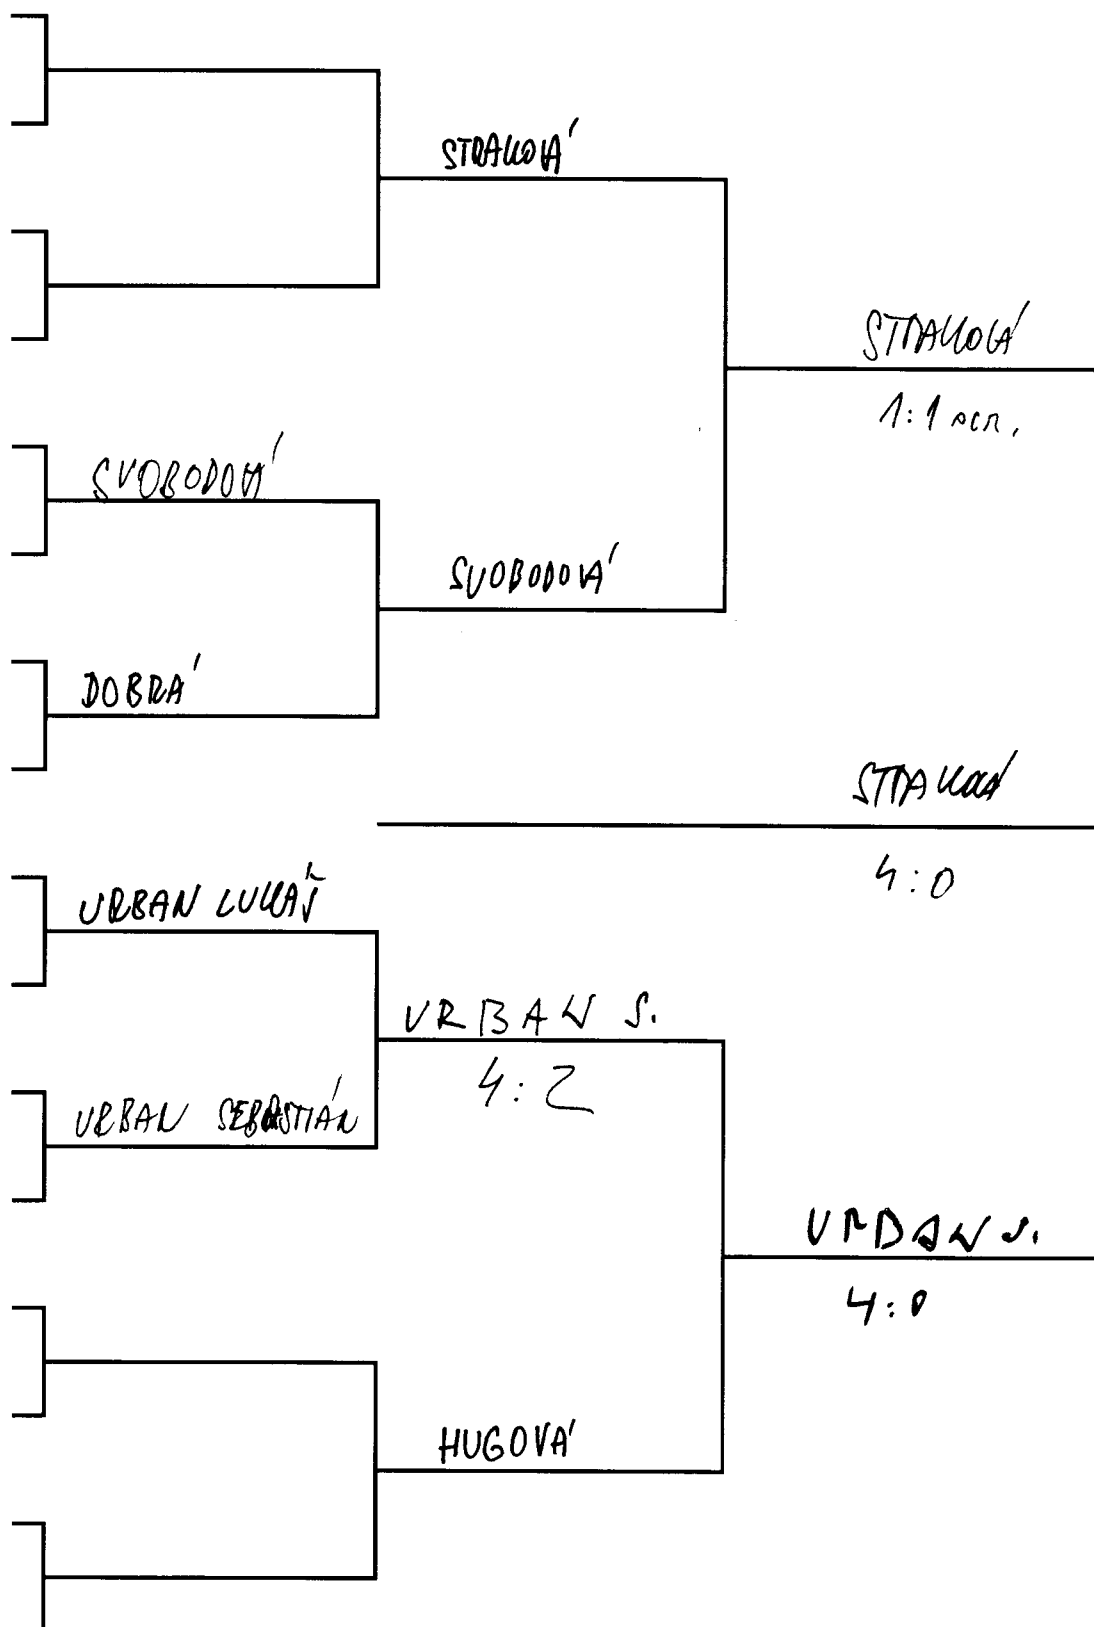 STRAKOVÁ
STRAKOVÁ
1:1 scr.
SVOBODOVÁ
SVOBODOVÁ
DOBRÁ
STRAKOVÁ
4:0
URBAN LUKÁŠ
URBAN S.
4:2
URBAN SEBASTIÁN
URBAN S.
4:0
HUGOVÁ